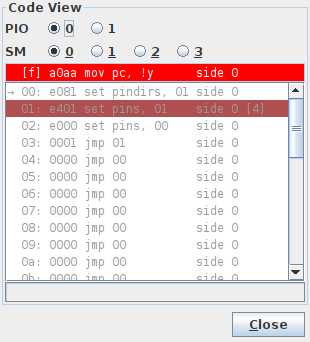 Code View
PIO 0 1
SM 0 1 2 3
[f] a0aa mov pc, !y side 0
→ 00: e081 set pindirs, 01 side 0
01: e401 set pins, 01 side 0 [4]
02: e000 set pins, 00 side 0
03: 0001 jmp 01 side 0
04: 0000 jmp 00 side 0
05: 0000 jmp 00 side 0
06: 0000 jmp 00 side 0
07: 0000 jmp 00 side 0
08: 0000 jmp 00 side 0
09: 0000 jmp 00 side 0
0a: 0000 jmp 00 side 0
0b: 0000 jmp 00 side 0
Close